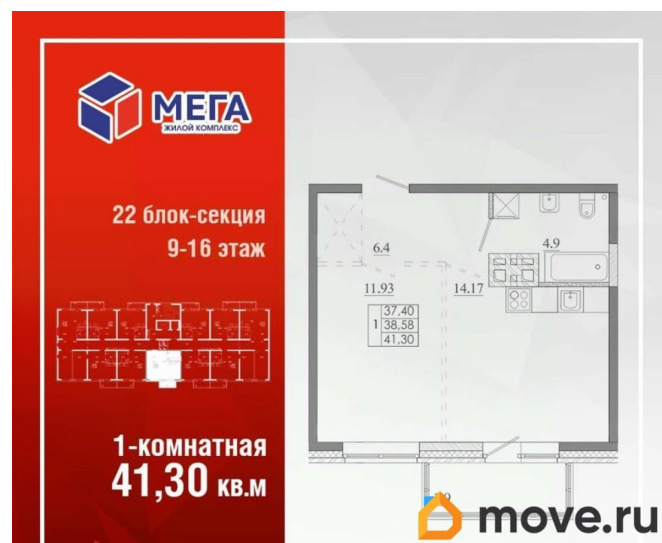 МЕГА
ЖИЛОЙ КОМПЛЕКС
22 блок-секция
9-16 этаж
1-комнатная
41,30 кв.м
6.4
4.9
11.93
14.17
37.40
1 38.58
41,30
move.ru